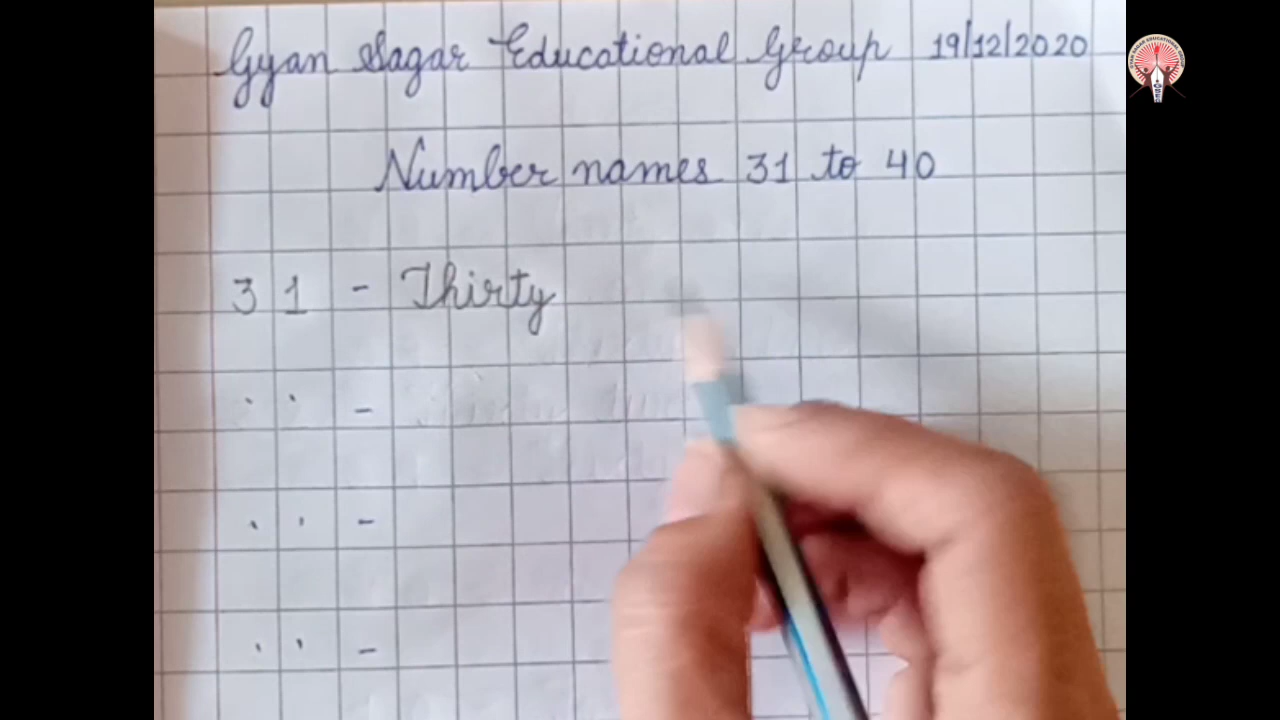 Gyan Sagar Educational Group 19/12/2020
Number names 31 to 40
31 - Thirty
-
-
-